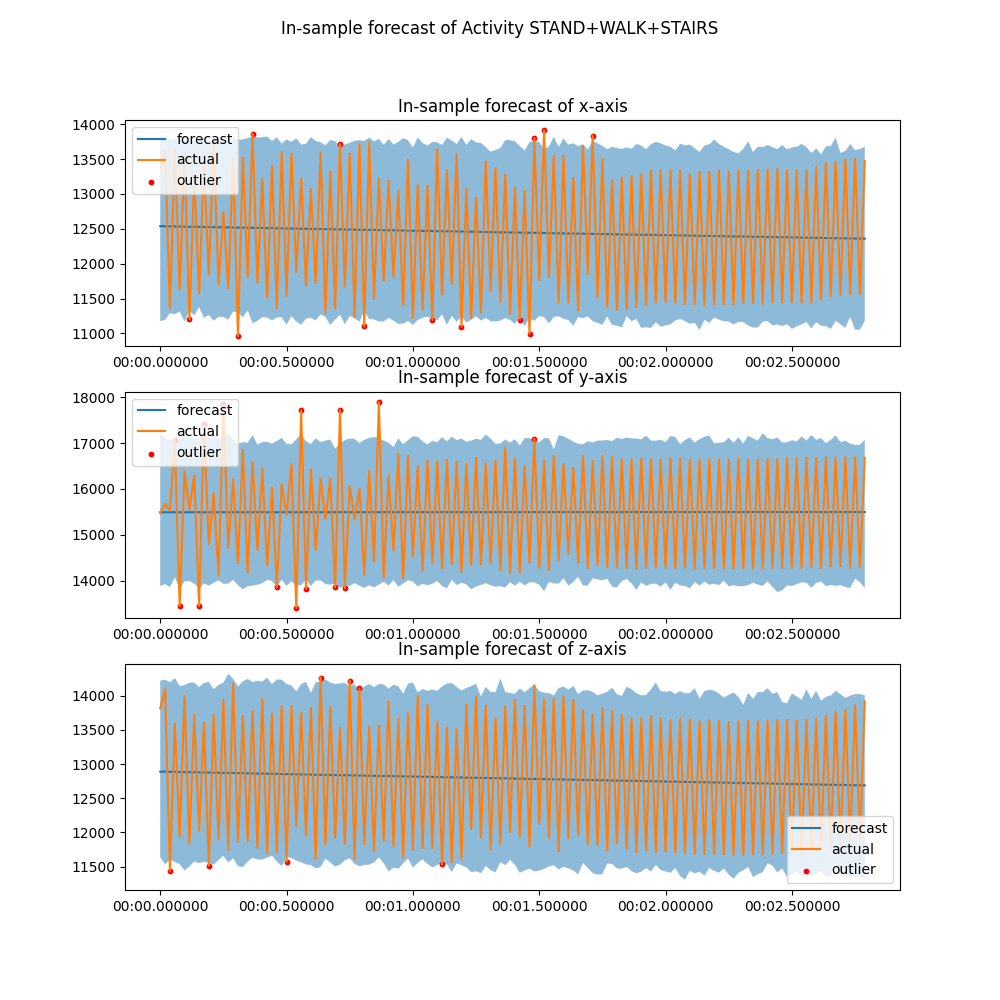 In-sample forecast of Activity STAND+WALK+STAIRS
In-sample forecast of x-axis
14000
13500
13000
12500
12000
11500
11000
forecast
actual
outlier
00:00.000000 00:00.500000 00:01.000000 00:01.500000 00:02.000000 00:02.500000
In-sample forecast of y-axis
18000
17000
16000
15000
14000
forecast
actual
outlier
00:00.000000 00:00.500000 00:01.000000 00:01.500000 00:02.000000 00:02.500000
In-sample forecast of z-axis
14000
13500
13000
12500
12000
11500
forecast
actual
outlier
00:00.000000 00:00.500000 00:01.000000 00:01.500000 00:02.000000 00:02.500000